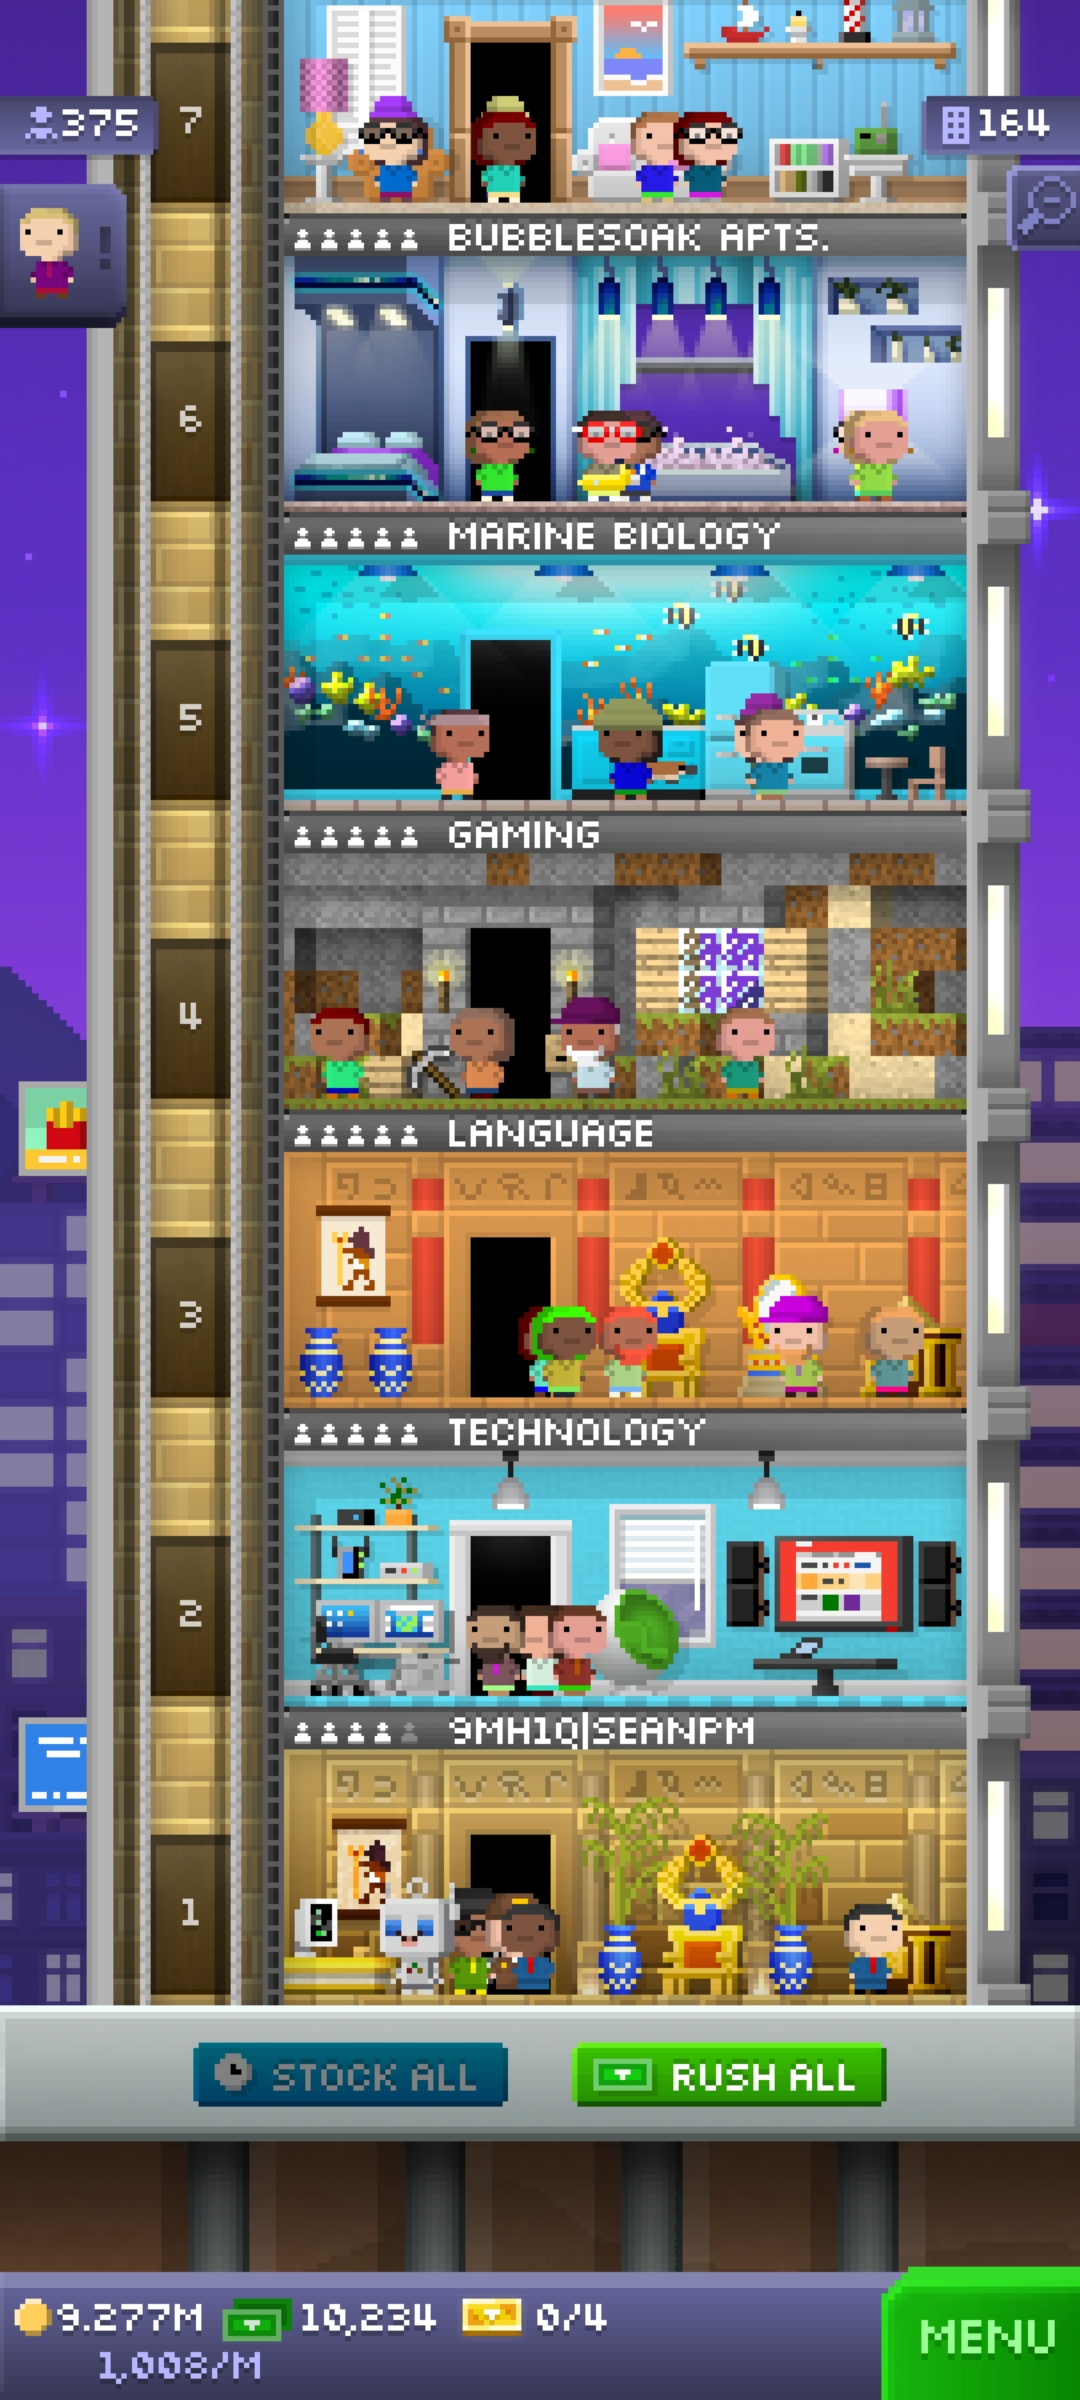 7
375
164
BUBBLESOAK APTS.
6
MARINE BIOLOGY
5
GAMING
4
LANGUAGE
3
TECHNOLOGY
2
9MH1Q|SEANPM
1
STOCK ALL
RUSH ALL
9.277M
10,234
0/4
1,008/M
MENU